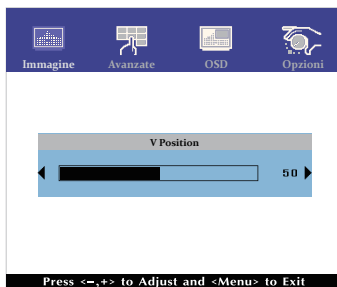 Immagine Avanzate OSD Opzioni
V Position
50
Press <–,+> to Adjust and <Menu> to Exit